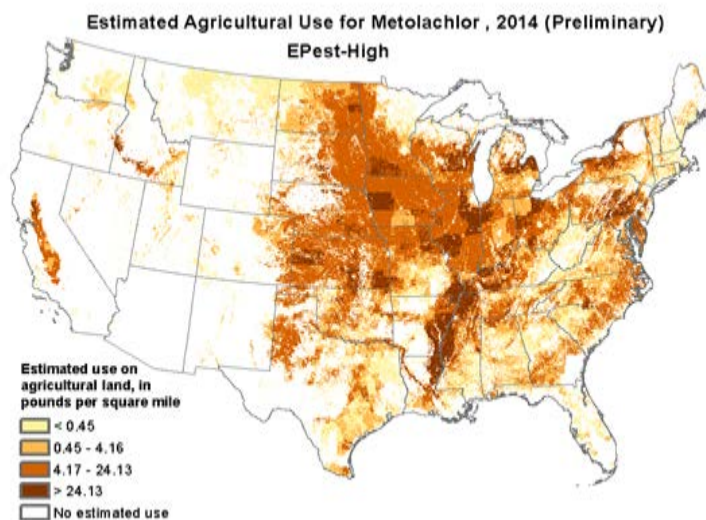 Estimated Agricultural Use for Metolachlor , 2014 (Preliminary)
EPest-High
Estimated use on
agricultural land, in
pounds per square mile
< 0.45
0.45 - 4.16
4.17 - 24.13
> 24.13
No estimated use